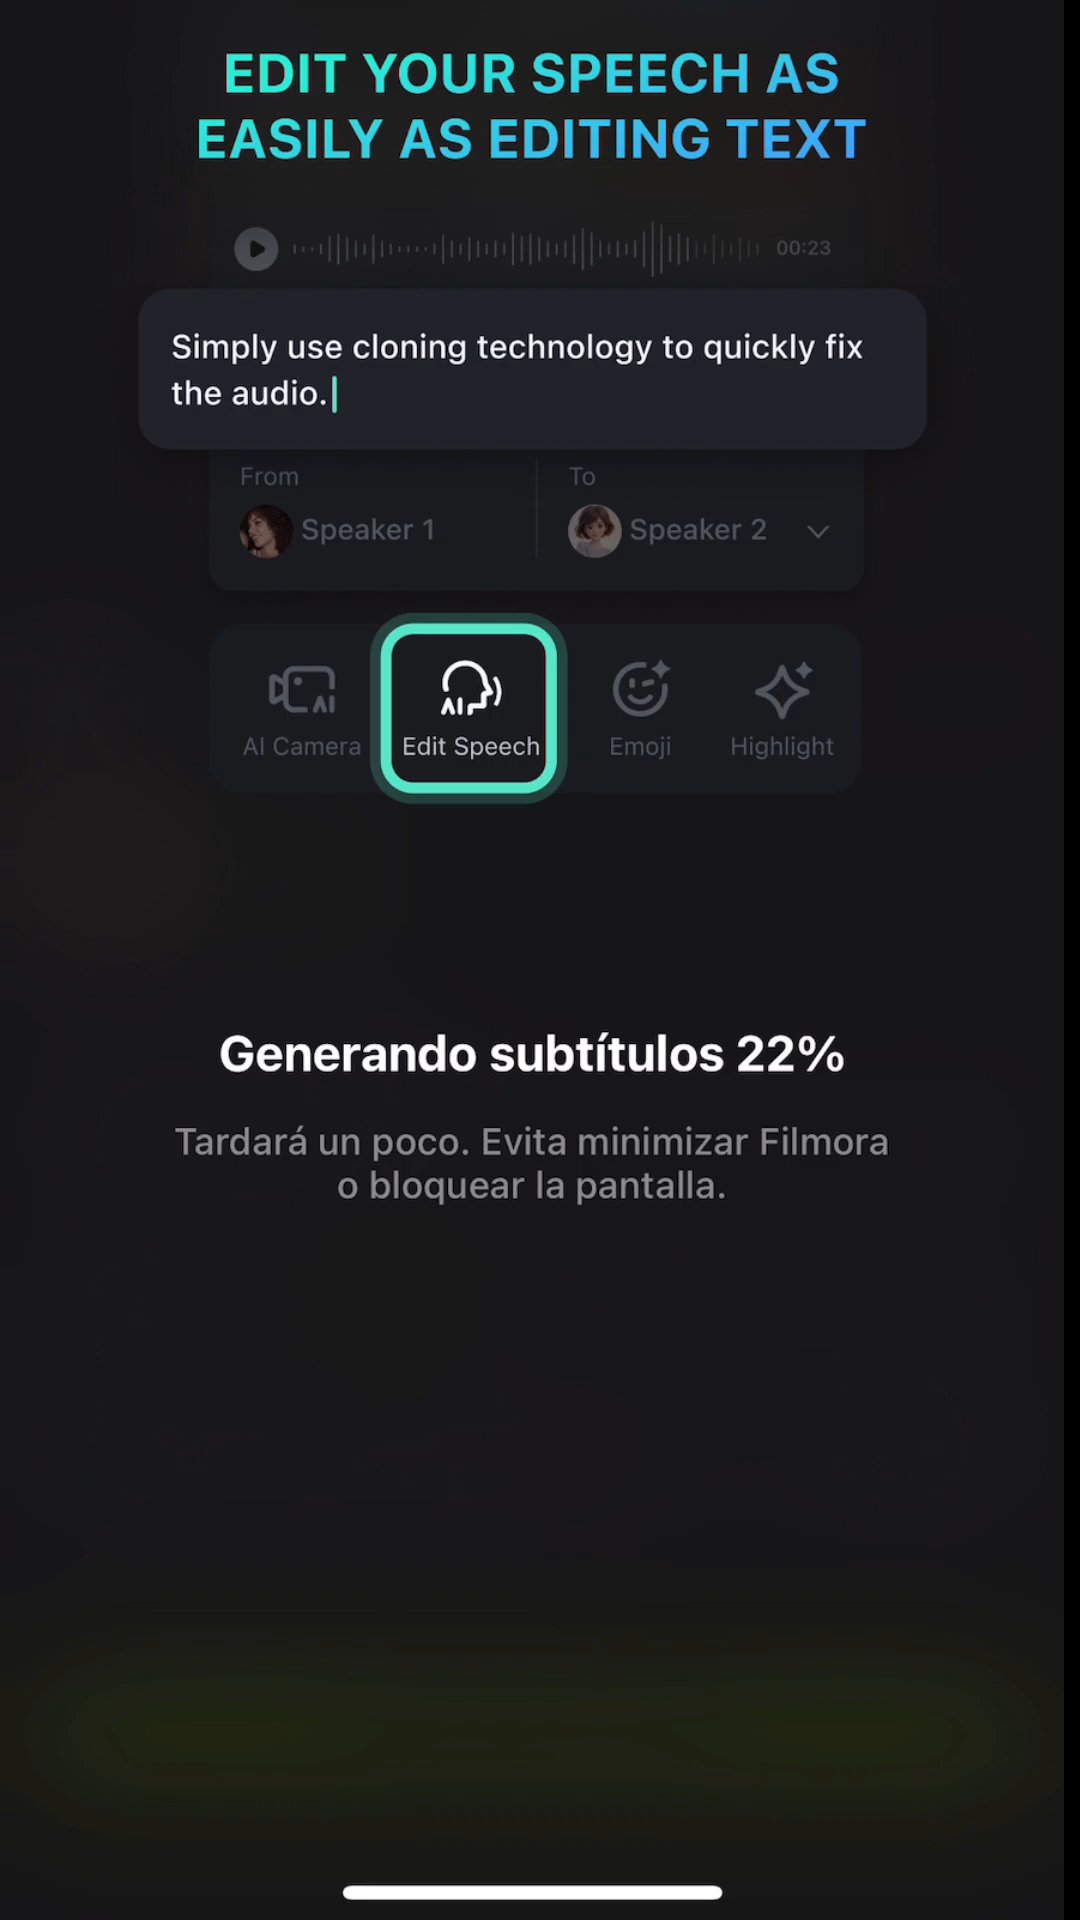 EDIT YOUR SPEECH AS
EASILY AS EDITING TEXT
00:23
Simply use cloning technology to quickly fix
the audio.
From
To
Speaker 1
Speaker 2
AI
AI
AI Camera
Edit Speech
Emoji
Highlight
Generando subtítulos 22%
Tardará un poco. Evita minimizar Filmora
o bloquear la pantalla.